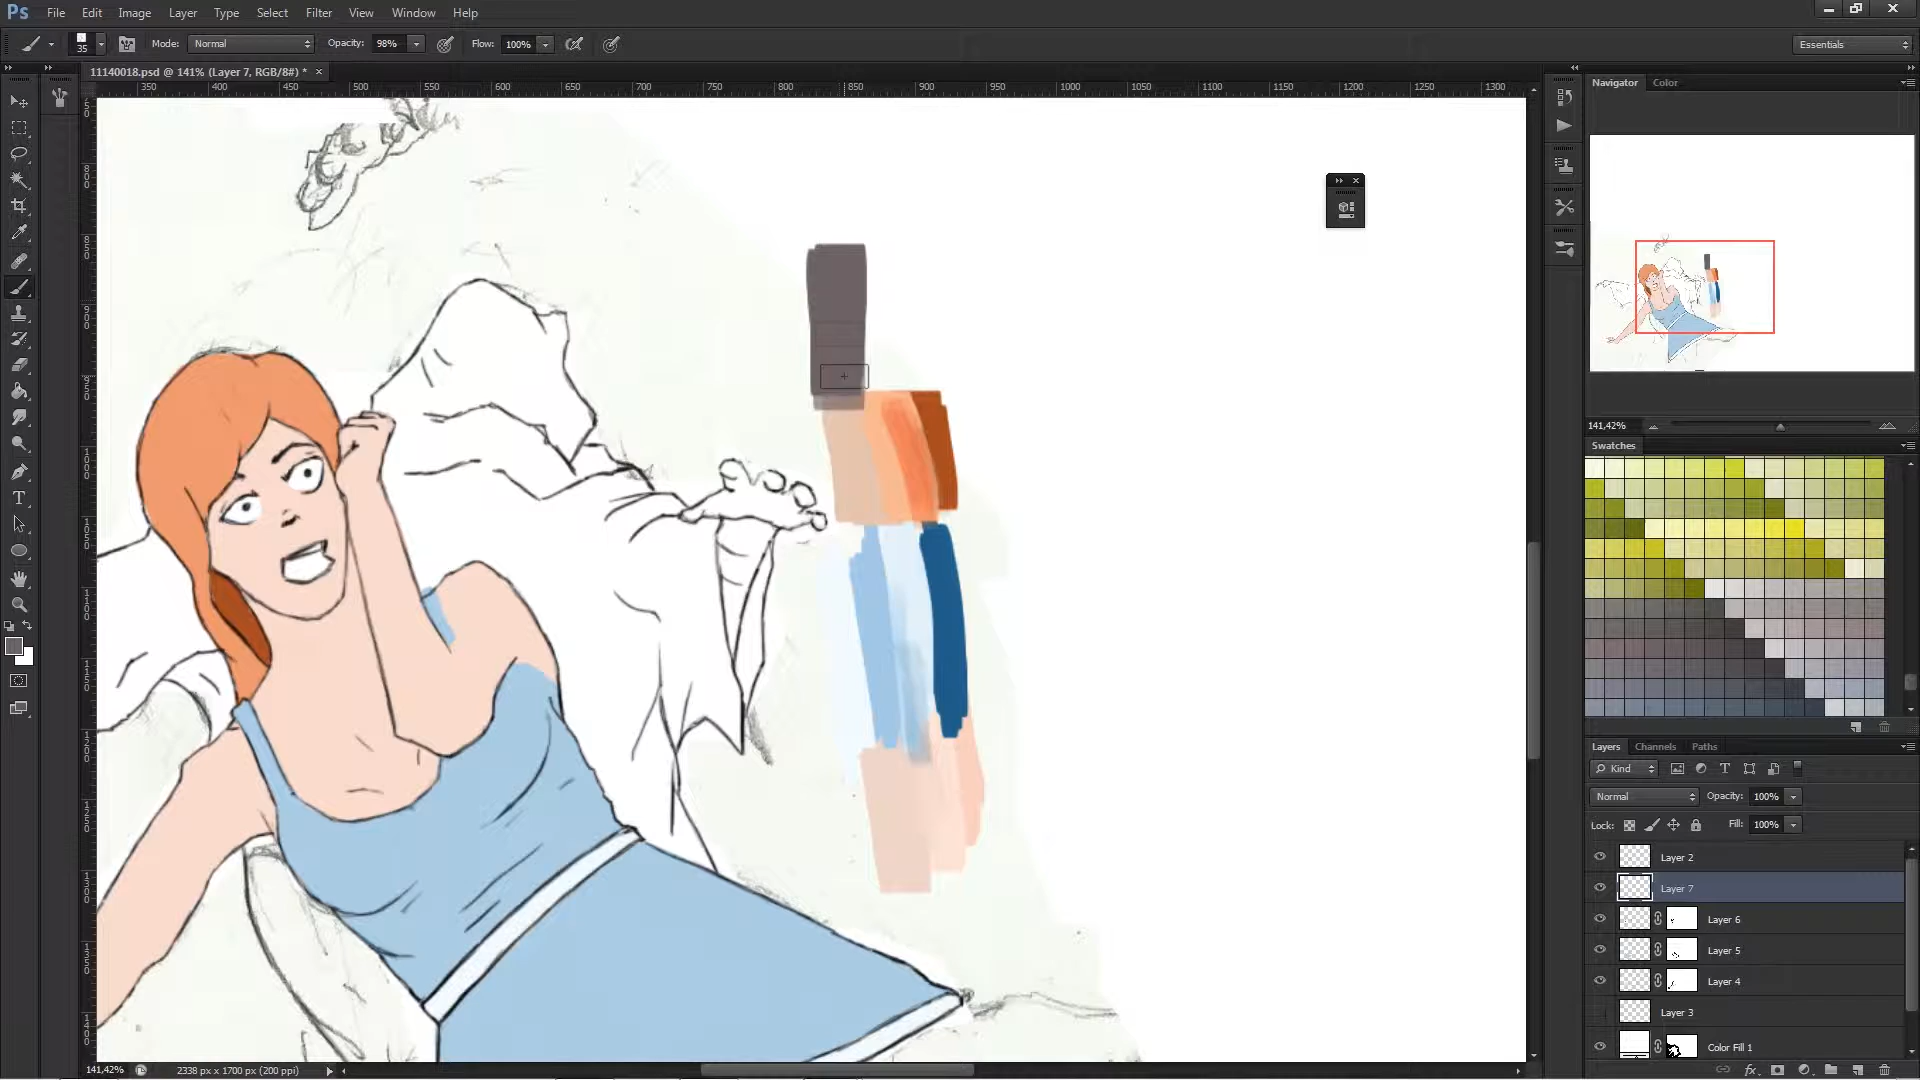 Ps File Edit Image Layer Type Select Filter View Window Help
35 Mode: Normal Opacity: 98% Flow: 100% Essentials
11140018.psd @ 141% (Layer 7, RGB/8#) * ×
350 400 450 500 550 600 650 700 750 800 850 900 950 1000 1050 1100 1150 1200 1250 1300
Navigator Color
141,42%
Swatches
Layers Channels Paths
Kind
Normal Opacity: 100%
Lock: Fill: 100%
Layer 2
Layer 7
Layer 6
Layer 5
Layer 4
Layer 3
Color Fill 1
141,42% 2338 px x 1700 px (200 ppi)